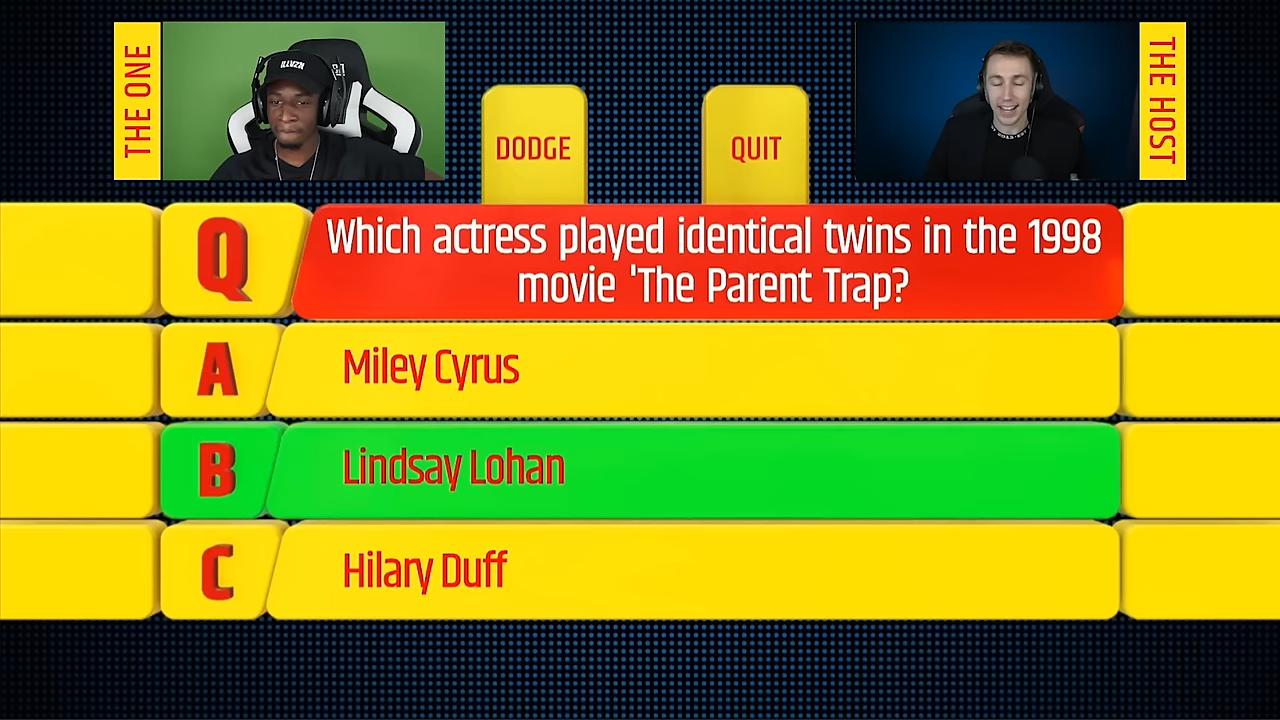 THE ONE
ILLVZN
DODGE
QUIT
THE HOST
Q
Which actress played identical twins in the 1998
movie 'The Parent Trap?
A
Miley Cyrus
B
Lindsay Lohan
C
Hilary Duff